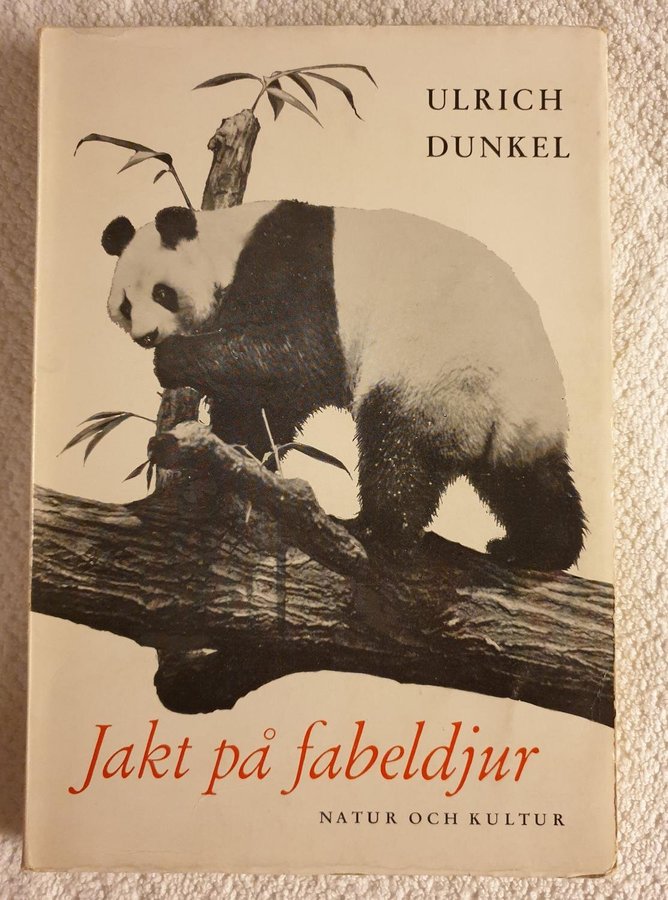 ULRICH
DUNKEL
Jakt på fabeldjur
NATUR OCH KULTUR